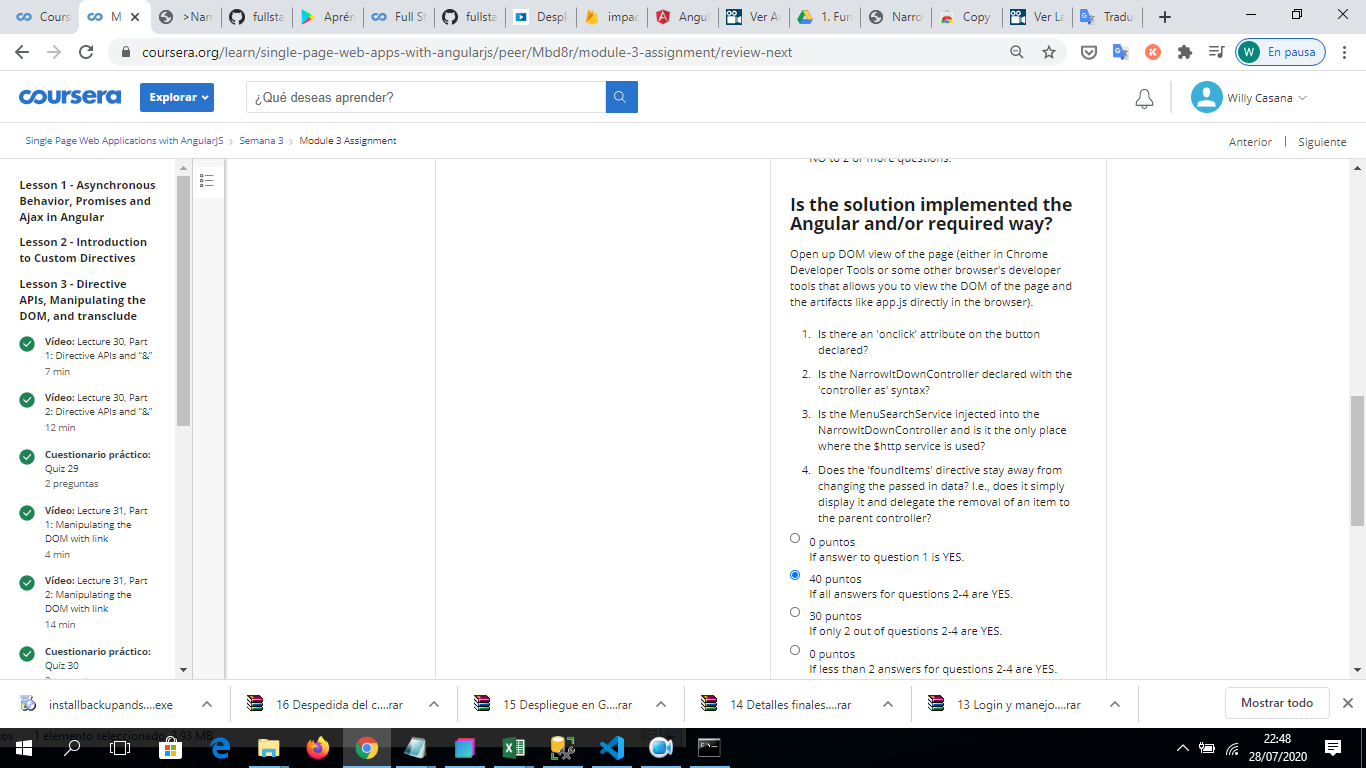 Cours
M
>Narr
fullsta
Aprén
Full St
fullsta
Despl
impac
Angul
Ver Av
1. Fun
Narro
Copy
Ver La
Tradu
coursera.org/learn/single-page-web-apps-with-angularjs/peer/Mbd8r/module-3-assignment/review-next
W
En pausa
coursera
Explorar
¿Qué deseas aprender?
Willy Casana
Single Page Web Applications with AngularJS
Semana 3
Module 3 Assignment
Anterior | Siguiente
Lesson 1 - Asynchronous
Behavior, Promises and
Ajax in Angular
Lesson 2 - Introduction
to Custom Directives
Lesson 3 - Directive
APIs, Manipulating the
DOM, and transclude
Vídeo: Lecture 30, Part
1: Directive APIs and "&"
7 min
Vídeo: Lecture 30, Part
2: Directive APIs and "&"
12 min
Cuestionario práctico:
Quiz 29
2 preguntas
Vídeo: Lecture 31, Part
1: Manipulating the
DOM with link
4 min
Vídeo: Lecture 31, Part
2: Manipulating the
DOM with link
14 min
Cuestionario práctico:
Quiz 30
NO to 2 or more questions.
Is the solution implemented the
Angular and/or required way?
Open up DOM view of the page (either in Chrome
Developer Tools or some other browser's developer
tools that allows you to view the DOM of the page and
the artifacts like app.js directly in the browser).
1. Is there an 'onclick' attribute on the button
declared?
2. Is the NarrowItDownController declared with the
'controller as' syntax?
3. Is the MenuSearchService injected into the
NarrowItDownController and is it the only place
where the $http service is used?
4. Does the 'foundItems' directive stay away from
changing the passed in data? I.e., does it simply
display it and delegate the removal of an item to
the parent controller?
0 puntos
If answer to question 1 is YES.
40 puntos
If all answers for questions 2-4 are YES.
30 puntos
If only 2 out of questions 2-4 are YES.
0 puntos
If less than 2 answers for questions 2-4 are YES.
installbackupands....exe
16 Despedida del c....rar
15 Despliegue en G....rar
14 Detalles finales....rar
13 Login y manejo....rar
Mostrar todo
1 elemento seleccionado 2.93 MB
22:48
28/07/2020